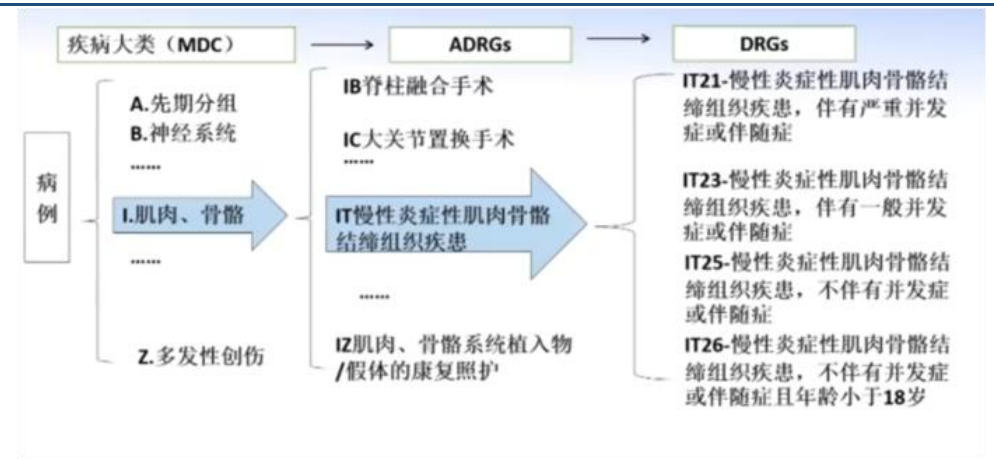 疾病大类（MDC）
ADRGs
DRGs
病
例
A.先期分组
B.神经系统
……
I.肌肉、骨骼
……
Z.多发性创伤
IB脊柱融合手术
IC大关节置换手术
……
IT慢性炎症性肌肉骨骼
结缔组织疾患
……
IZ肌肉、骨骼系统植入物
/假体的康复照护
IT21-慢性炎症性肌肉骨骼结
缔组织疾患，伴有严重并发
症或伴随症
IT23-慢性炎症性肌肉骨骼结
缔组织疾患，伴有一般并发
症或伴随症
IT25-慢性炎症性肌肉骨骼结
缔组织疾患，不伴有并发症
或伴随症
IT26-慢性炎症性肌肉骨骼结
缔组织疾患，不伴有并发症
或伴随症且年龄小于18岁